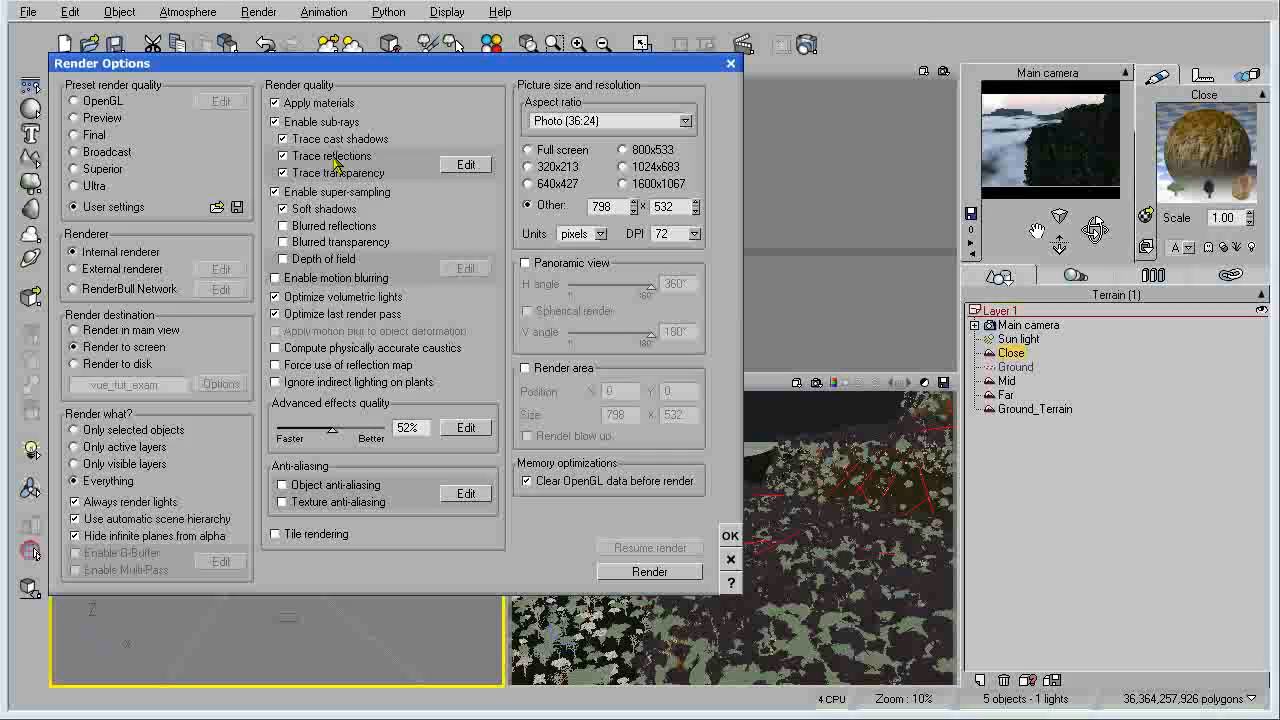 File Object Atmosphere Render Animation Python Display Help
Render Options
Preset render quality
OpenGL Edit
Preview
Final
Broadcast
Superior
Ultra
User settings
Renderer
Internal renderer
External renderer Edit
RenderBull Network Edit
Render destination
Render in main view
Render to screen
Render to disk
vue_tut_exam Options
Render what?
Only selected objects
Only active layers
Only visible layers
Everything
Always render lights
Use automatic scene hierarchy
Hide infinite planes from alpha
Enable G-Buffer Edit
Enable Multi-Pass
Render quality
Apply materials
Enable sub-rays
Trace cast shadows
Trace reflections Edit
Trace transparency
Enable super-sampling
Soft shadows
Blurred reflections
Blurred transparency
Depth of field
Enable motion blurring Edit
Optimize volumetric lights
Optimize last render pass
Apply motion blur to object deformation
Compute physically accurate caustics
Force use of reflection map
Ignore indirect lighting on plants
Advanced effects quality
52% Edit
Faster Better
Anti-aliasing
Object anti-aliasing
Texture anti-aliasing Edit
Tile rendering
Picture size and resolution
Aspect ratio
Photo (36:24)
Full screen 800x533
320x213 1024x683
640x427 1600x1067
Other: 798 x 532
Units pixels DPI 72
Panoramic view
H angle 360°
Spherical render
V angle 180°
Render area
Position X 0 Y 0
Size: 798 x 532
Render blow up
Memory optimizations
Clear OpenGL data before render
Resume render
Render
OK
?
Main camera
Close
Scale 1.00
0
A
Terrain (1)
Layer 1
Main camera
Sun light
Close
Ground
Mid
Far
Ground_Terrain
Z
4 CPU Zoom : 10% 5 objects - 1 lights 36,364,257,926 polygons